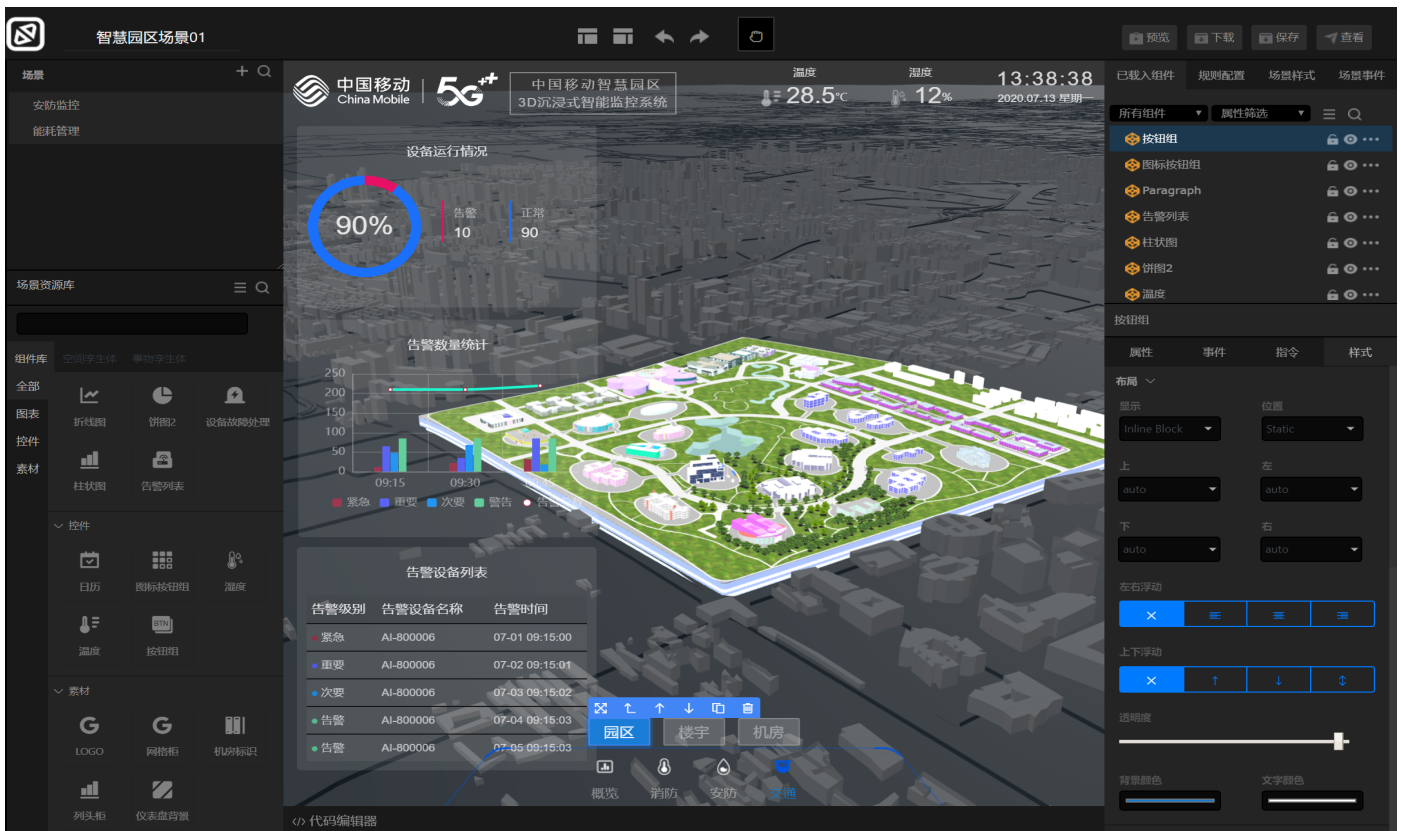 智慧园区场景01
预览 下载 保存 查看
场景
安防监控
能耗管理
场景资源库
组件库 空间孪生体 事物孪生体
全部
图表
控件
素材
折线图 饼图2 设备故障处理
柱状图 告警列表
控件
日历 图标按钮组 湿度
温度 BTN 按钮组
素材
LOGO 网格柜 机房标识
列头柜 仪表盘背景
中国移动
China Mobile
5G++
中国移动智慧园区
3D沉浸式智能监控系统
温度
28.5℃
湿度
12%
13:38:38
2020.07.13 星期一
设备运行情况
90%
告警
10
正常
90
告警数量统计
250
200
150
100
50
0
09:15 09:30
紧急 重要 次要 警告
告警设备列表
告警级别 告警设备名称 告警时间
紧急 AI-800006 07-01 09:15:00
重要 AI-800006 07-02 09:15:01
次要 AI-800006 07-03 09:15:02
告警 AI-800006 07-04 09:15:03
告警 AI-800006 07-05 09:15:03
园区 楼宇 机房
概览 消防 安防 交通
代码编辑器
已载入组件 规则配置 场景样式 场景事件
所有组件 属性筛选
按钮组
图标按钮组
Paragraph
告警列表
柱状图
饼图2
温度
按钮组
属性 事件 指令 样式
布局
显示 位置
Inline Block Static
上 左
auto auto
下 右
auto auto
左右浮动
上下浮动
透明度
背景颜色 文字颜色